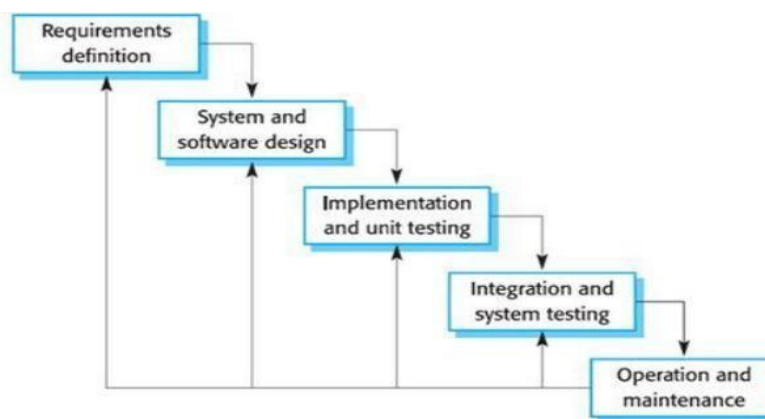 Requirements
definition
System and
software design
Implementation
and unit testing
Integration and
system testing
Operation and
maintenance